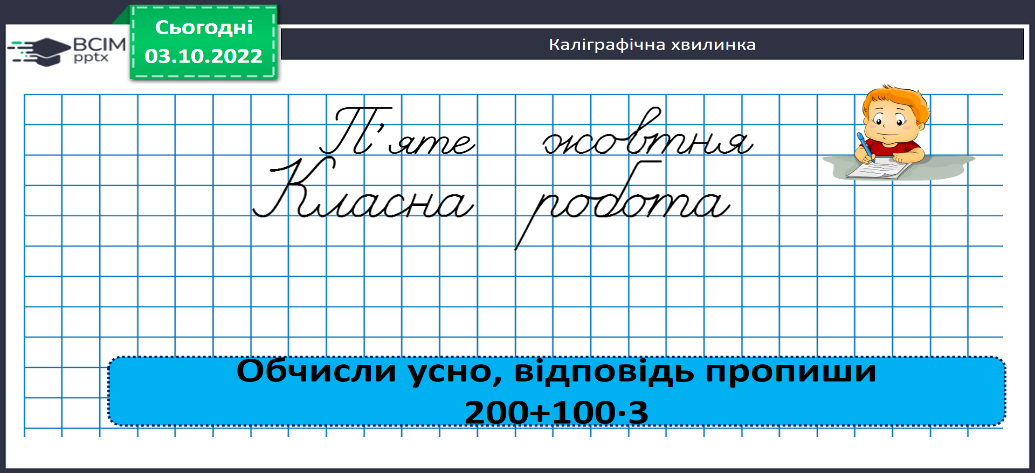 Сьогодні
03.10.2022
ВСІМ
pptx
Каліграфічна хвилинка
П'яте жовтня
Класна робота
Обчисли усно, відповідь пропиши
200+100·3